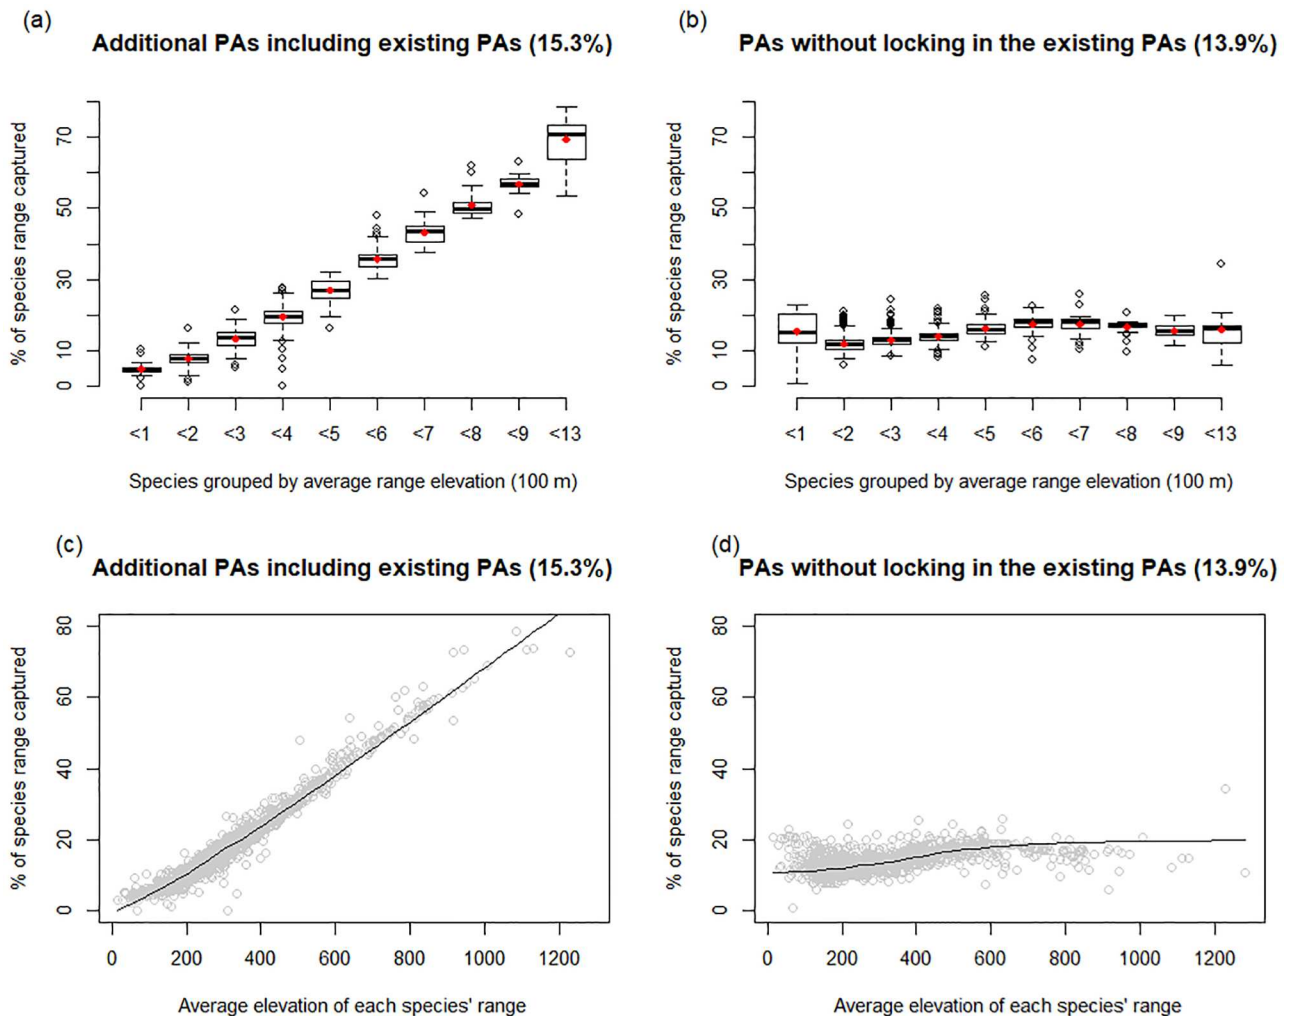 (a)
Additional PAs including existing PAs (15.3%)
% of species range captured
70
50
30
10
0
<1 <2 <3 <4 <5 <6 <7 <8 <9 <13
Species grouped by average range elevation (100 m)
(b)
PAs without locking in the existing PAs (13.9%)
% of species range captured
70
50
30
10
0
<1 <2 <3 <4 <5 <6 <7 <8 <9 <13
Species grouped by average range elevation (100 m)
(c)
Additional PAs including existing PAs (15.3%)
% of species range captured
80
60
40
20
0
0 200 400 600 800 1000 1200
Average elevation of each species' range
(d)
PAs without locking in the existing PAs (13.9%)
% of species range captured
80
60
40
20
0
0 200 400 600 800 1000 1200
Average elevation of each species' range